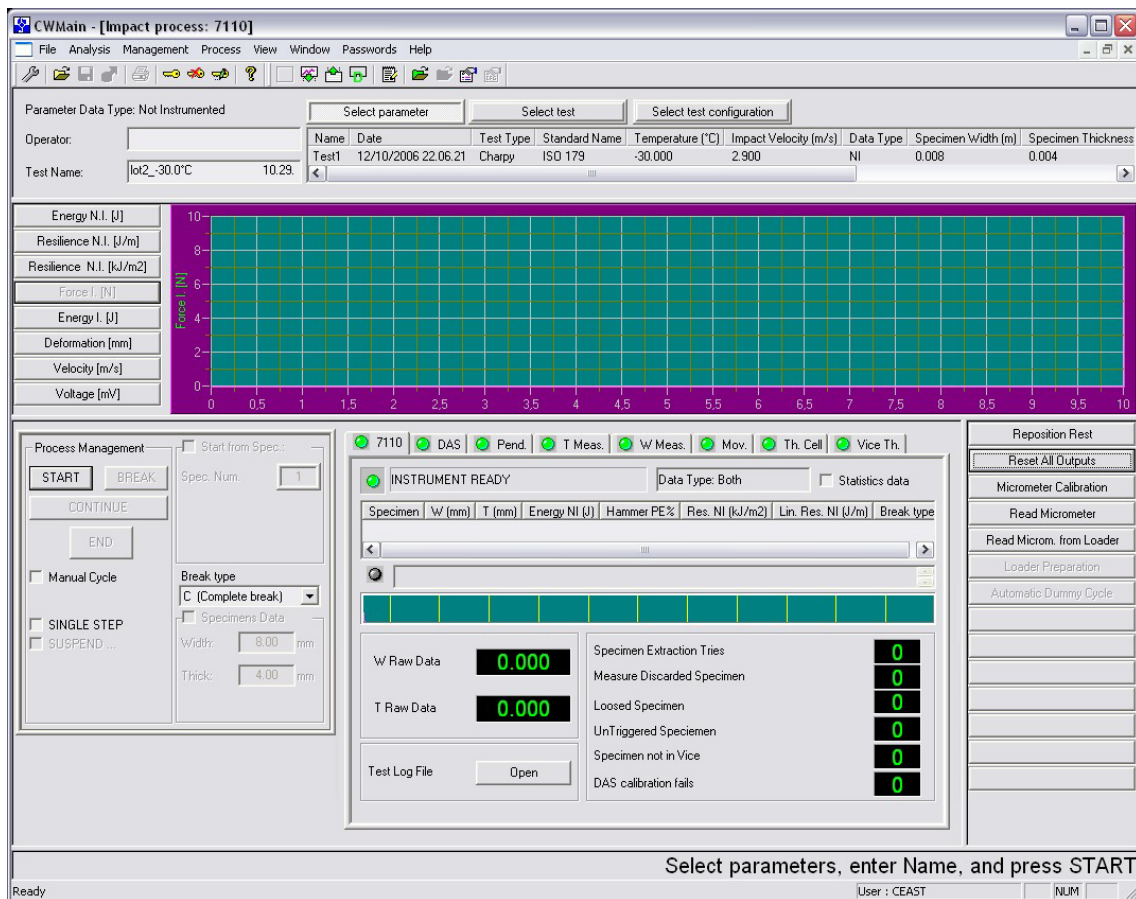 CWMain - [Impact process: 7110]
File Analysis Management Process View Window Passwords Help
Parameter Data Type: Not Instrumented
Select parameter Select test Select test configuration
Operator:
Name Date Test Type Standard Name Temperature (°C) Impact Velocity (m/s) Data Type Specimen Width (m) Specimen Thickness
Test1 12/10/2006 22.06.21 Charpy ISO 179 -30.000 2.900 NI 0.008 0.004
Test Name: lot2_-30.0°C 10.29.
Energy N.I. [J]
Resilience N.I. [J/m]
Resilience N.I. [kJ/m2]
Force I. [N]
Energy I. [J]
Deformation [mm]
Velocity [m/s]
Voltage [mV]
Force I. [N]
10
8
6
4
2
0
0 0,5 1 1,5 2 2,5 3 3,5 4 4,5 5 5,5 6 6,5 7 7,5 8 8,5 9 9,5 10
Process Management
START BREAK
CONTINUE
END
Manual Cycle
SINGLE STEP
SUSPEND ...
Start from Spec.:
Spec. Num. 1
Break type
C (Complete break)
Specimens Data
Width: 8.00 mm
Thick: 4.00 mm
7110 DAS Pend. T Meas. W Meas. Mov. Th. Cell Vice Th.
INSTRUMENT READY Data Type: Both Statistics data
Specimen W (mm) T (mm) Energy NI (J) Hammer PE% Res. NI (kJ/m2) Lin. Res. NI (J/m) Break type
W Raw Data 0.000
T Raw Data 0.000
Test Log File Open
Specimen Extraction Tries 0
Measure Discarded Specimen 0
Loosed Specimen 0
UnTriggered Speciemen 0
Specimen not in Vice 0
DAS calibration fails 0
Reposition Rest
Reset All Outputs
Micrometer Calibration
Read Micrometer
Read Microm. from Loader
Loader Preparation
Automatic Dummy Cycle
Select parameters, enter Name, and press START
Ready User : CEAST NUM